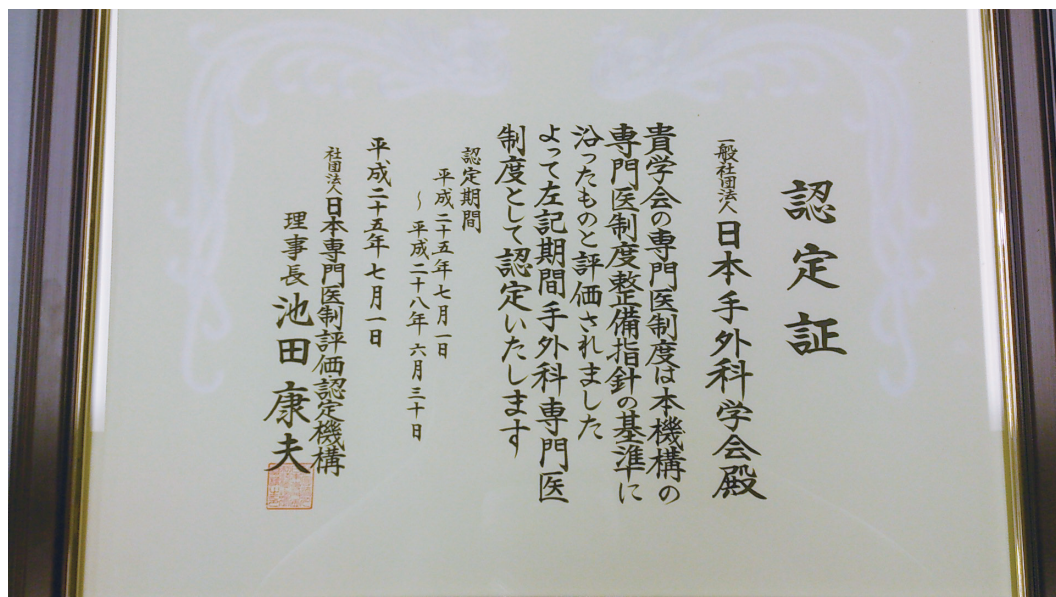 認定証
一般社団法人日本手外科学会殿
貴学会の専門医制度は本機構の
専門医制度整備指針の基準に
沿ったものと評価されました
よって左記期間手外科専門医
制度として認定いたします
認定期間
平成二十五年七月一日
～平成二十八年六月三十日
平成二十五年七月一日
社団法人日本専門医制評価認定機構
理事長池田康夫